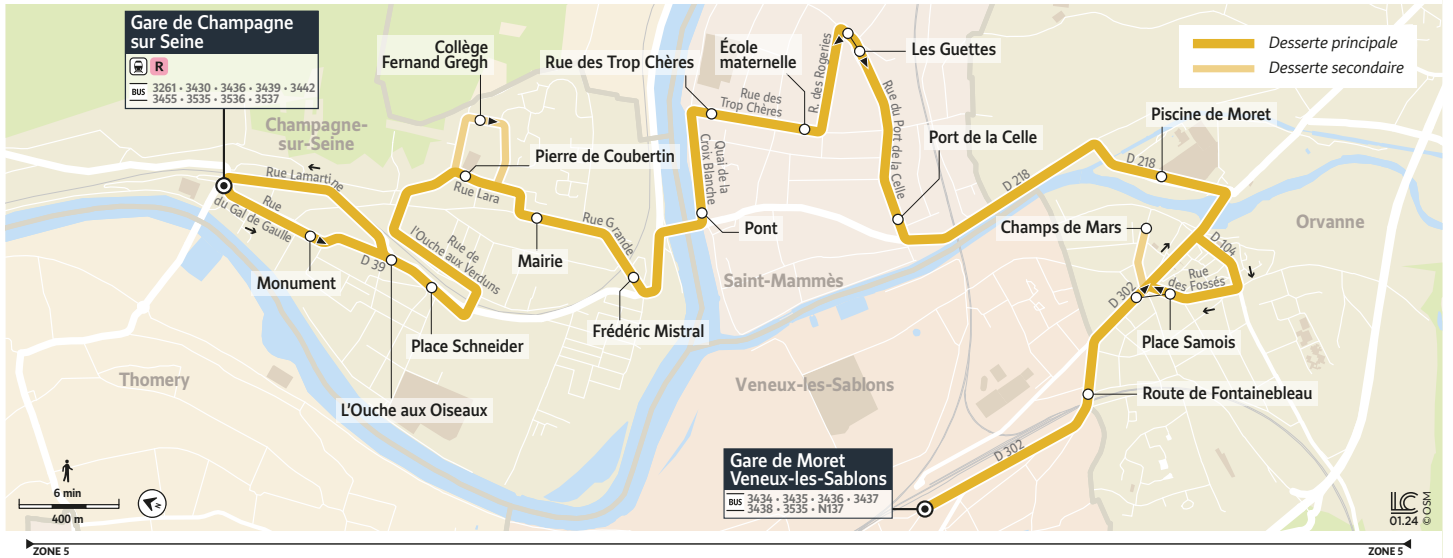 Gare de Champagne
sur Seine
R
BUS
3261 • 3430 • 3436 • 3439 • 3442
3455 • 3535 • 3536 • 3537
Collège
Fernand Gregh
Rue des Trop Chères
École
maternelle
Les Guettes
Desserte principale
Desserte secondaire
R. des Rogeries
Rue des
Trop Chères
Piscine de Moret
Champagne-
sur-Seine
Pierre de Coubertin
Port de la Celle
Rue Lamartine
Rue Lara
Quai de la
Croix Blanche
Rue du Port de la Celle
D 218
D 218
Rue
du Gal de Gaulle
Rue Grande
Pont
Champs de Mars
Orvanne
Monument
D 39
Rue de
l'Ouche aux Verduns
Mairie
D 104
Rue
des Fossés
D 302
Saint-Mammès
Place Schneider
Frédéric Mistral
Place Samois
Thomery
L'Ouche aux Oiseaux
Veneux-les-Sablons
Route de Fontainebleau
D 302
Gare de Moret
Veneux-les-Sablons
BUS
3434 • 3435 • 3436 • 3437
3438 • 3535 • N137
6 min
400 m
LC
01.24
© OSM
ZONE 5
ZONE 5